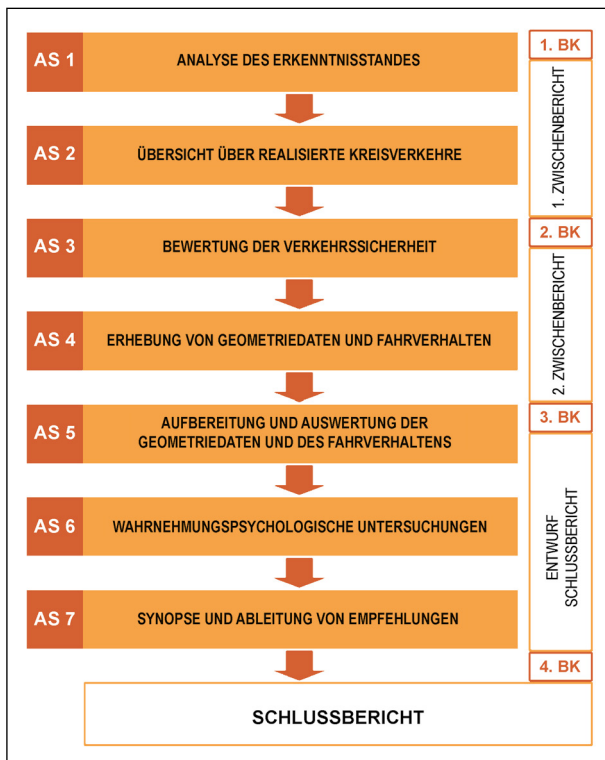 AS 1
ANALYSE DES ERKENNTNISSTANDES
1. BK
AS 2
ÜBERSICHT ÜBER REALISIERTE KREISVERKEHRE
1. ZWISCHENBERICHT
AS 3
BEWERTUNG DER VERKEHRSSICHERHEIT
2. BK
AS 4
ERHEBUNG VON GEOMETRIEDATEN UND FAHRVERHALTEN
2. ZWISCHENBERICHT
AS 5
AUFBEREITUNG UND AUSWERTUNG DER
GEOMETRIEDATEN UND DES FAHRVERHALTENS
3. BK
AS 6
WAHRNEHMUNGSPSYCHOLOGISCHE UNTERSUCHUNGEN
ENTWURF
SCHLUSSBERICHT
AS 7
SYNOPSE UND ABLEITUNG VON EMPFEHLUNGEN
4. BK
SCHLUSSBERICHT